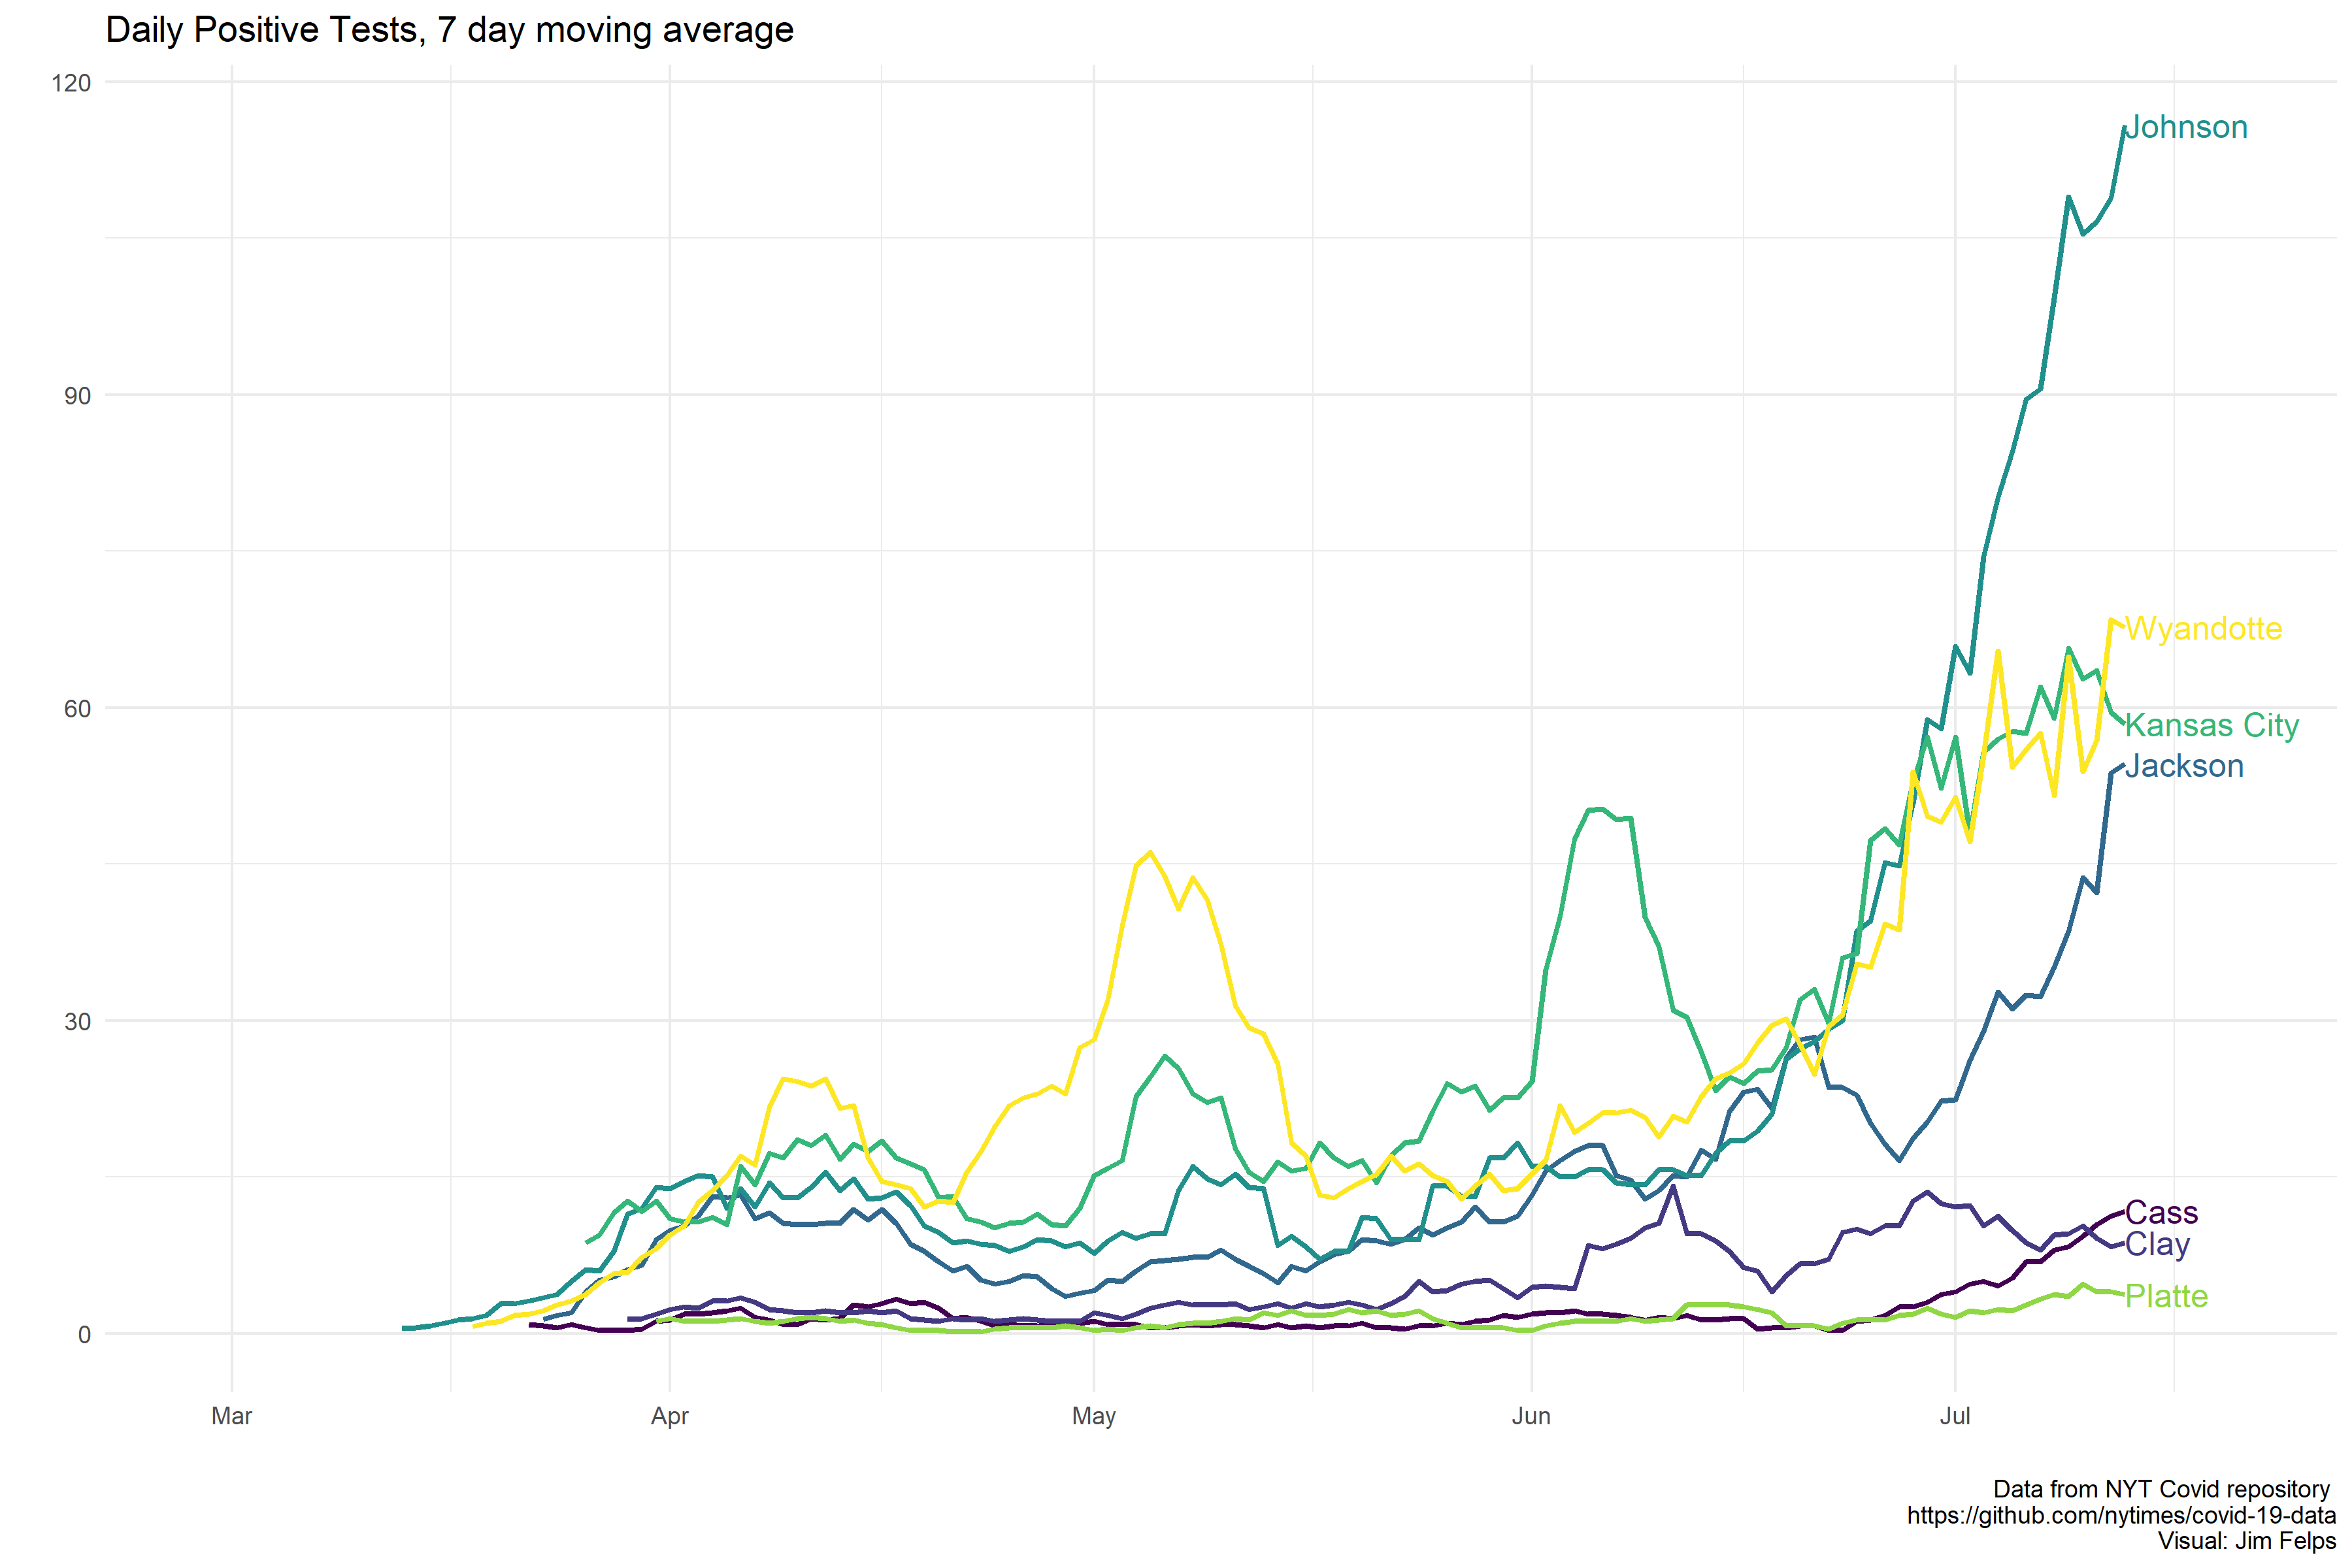 Daily Positive Tests, 7 day moving average
120
90
60
30
0
Johnson
Wyandotte
Kansas City
Jackson
Cass
Clay
Platte
Mar Apr May Jun Jul
Data from NYT Covid repository
https://github.com/nytimes/covid-19-data
Visual: Jim Felps